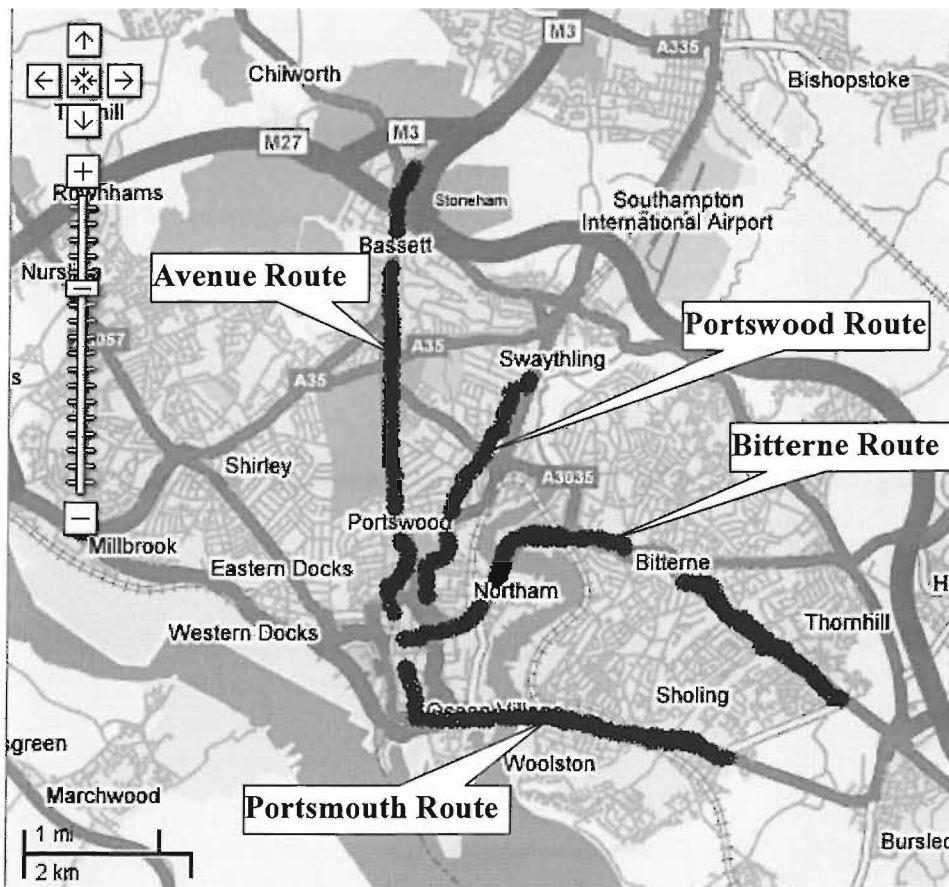 M3
A335
Chilworth
Bishopstoke
M3
M27
Stoneham
Southampton
International Airport
Bassett
Avenue Route
Portswood Route
A35
Swaythling
A35
Bitterne Route
Shirley
A3035
Portswood
Millbrook
Eastern Docks
Bitterne
Northam
H
Western Docks
Thornhill
Sholing
sgreen
Woolston
Marchwood
Portsmouth Route
1 mi
2 km
Bursled